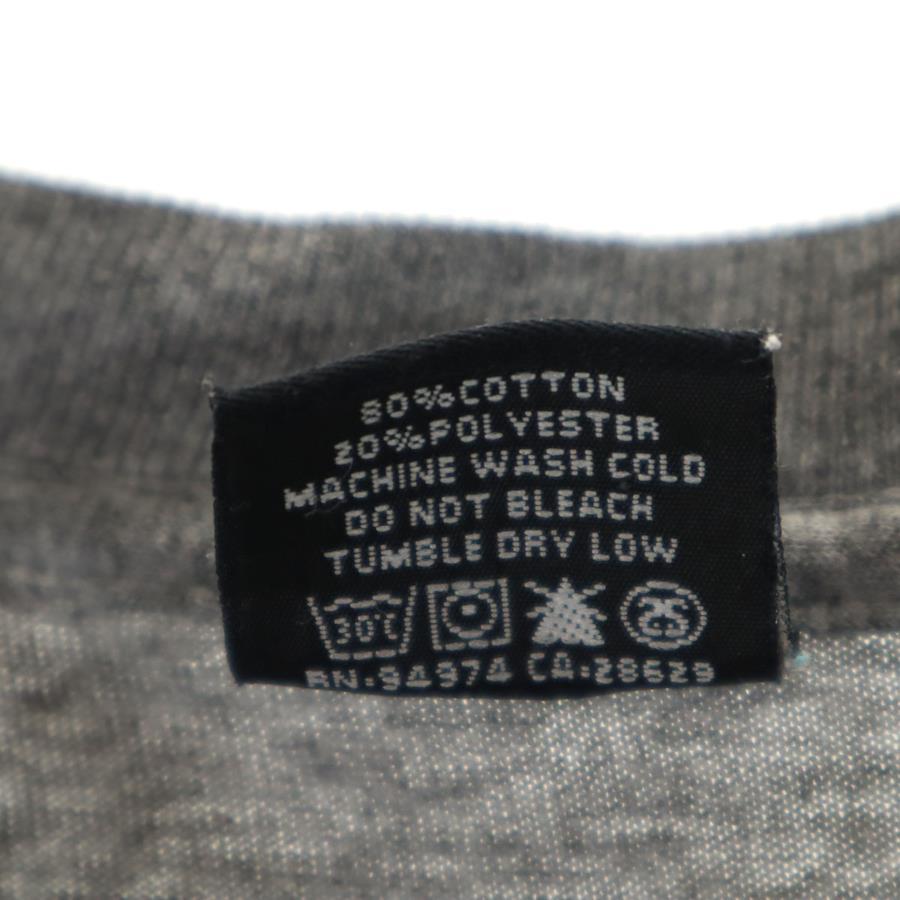 80%COTTON
20%POLYESTER
MACHINE WASH COLD
DO NOT BLEACH
TUMBLE DRY LOW
30°C
RN:94974 CA:28629